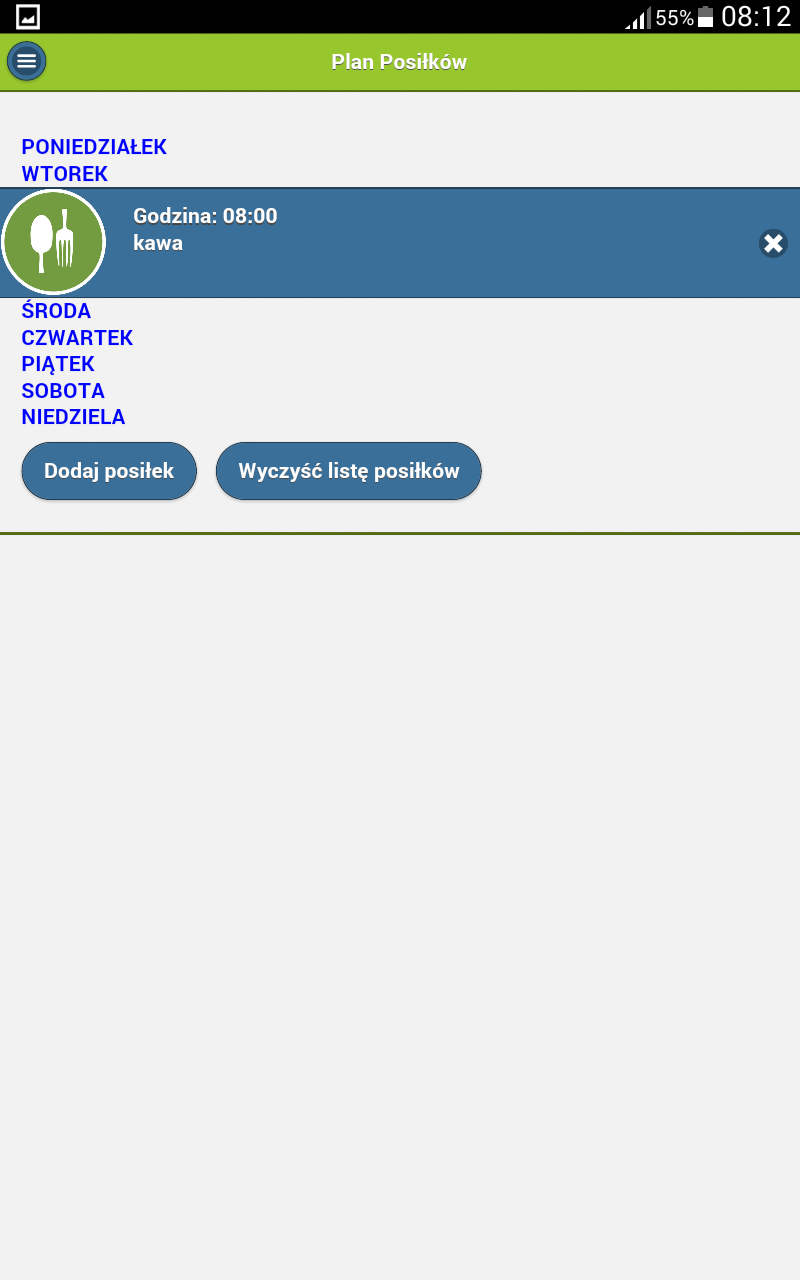 55% 08:12
Plan Posiłków
PONIEDZIAŁEK
WTOREK
Godzina: 08:00
kawa
ŚRODA
CZWARTEK
PIĄTEK
SOBOTA
NIEDZIELA
Dodaj posiłek Wyczyść listę posiłków